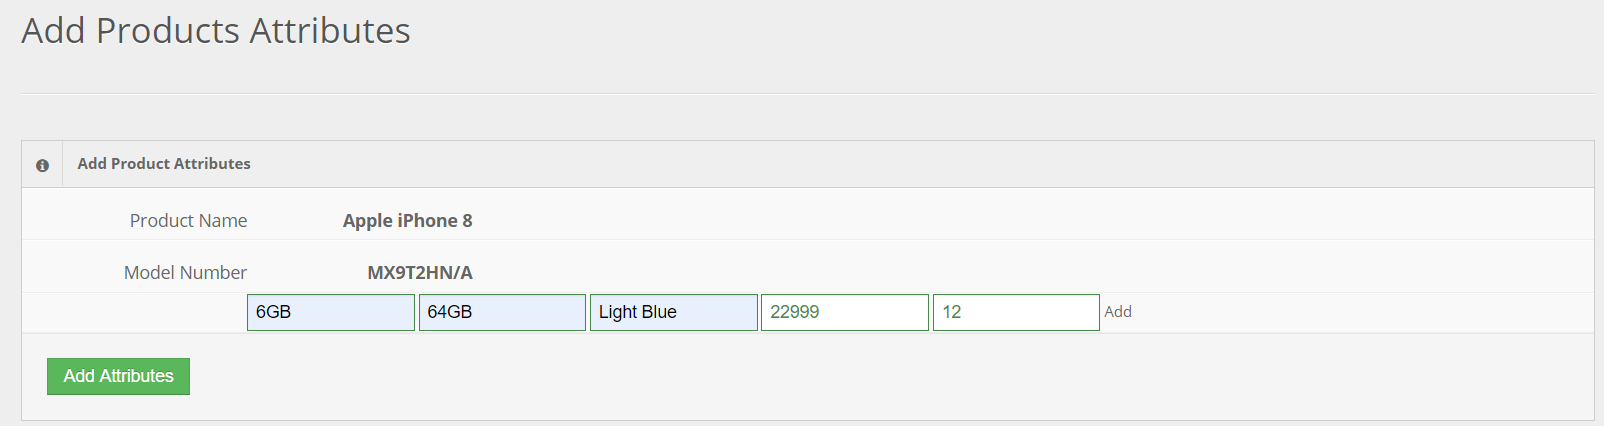 Add Products Attributes
Add Product Attributes
Product Name Apple iPhone 8
Model Number MX9T2HN/A
6GB 64GB Light Blue 22999 12 Add
Add Attributes